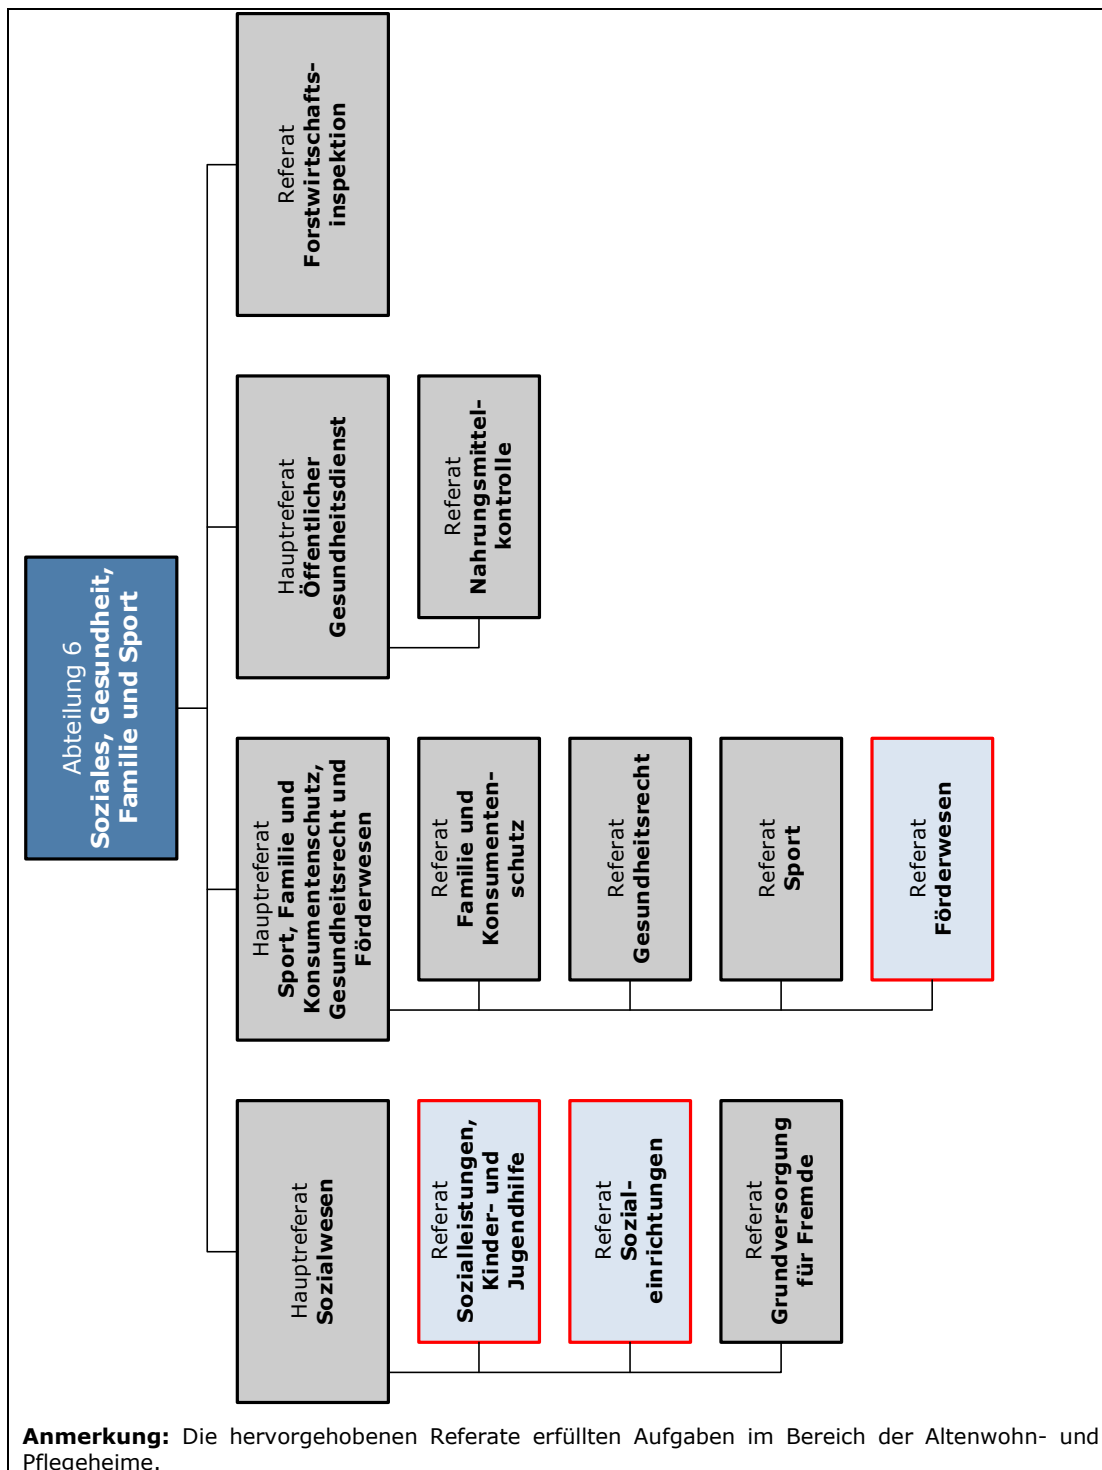 Abteilung 6
Soziales, Gesundheit,
Familie und Sport
Hauptreferat
Sozialwesen
Referat
Sozialleistungen,
Kinder- und
Jugendhilfe
Referat
Sozial-
einrichtungen
Referat
Grundversorgung
für Fremde
Hauptreferat
Sport, Familie und
Konsumentenschutz,
Gesundheitsrecht und
Förderwesen
Referat
Familie und
Konsumenten-
schutz
Referat
Gesundheitsrecht
Referat
Sport
Referat
Förderwesen
Hauptreferat
Öffentlicher
Gesundheitsdienst
Referat
Nahrungsmittel-
kontrolle
Referat
Forstwirtschafts-
inspektion
Anmerkung: Die hervorgehobenen Referate erfüllten Aufgaben im Bereich der Altenwohn- und
Pflegeheime.